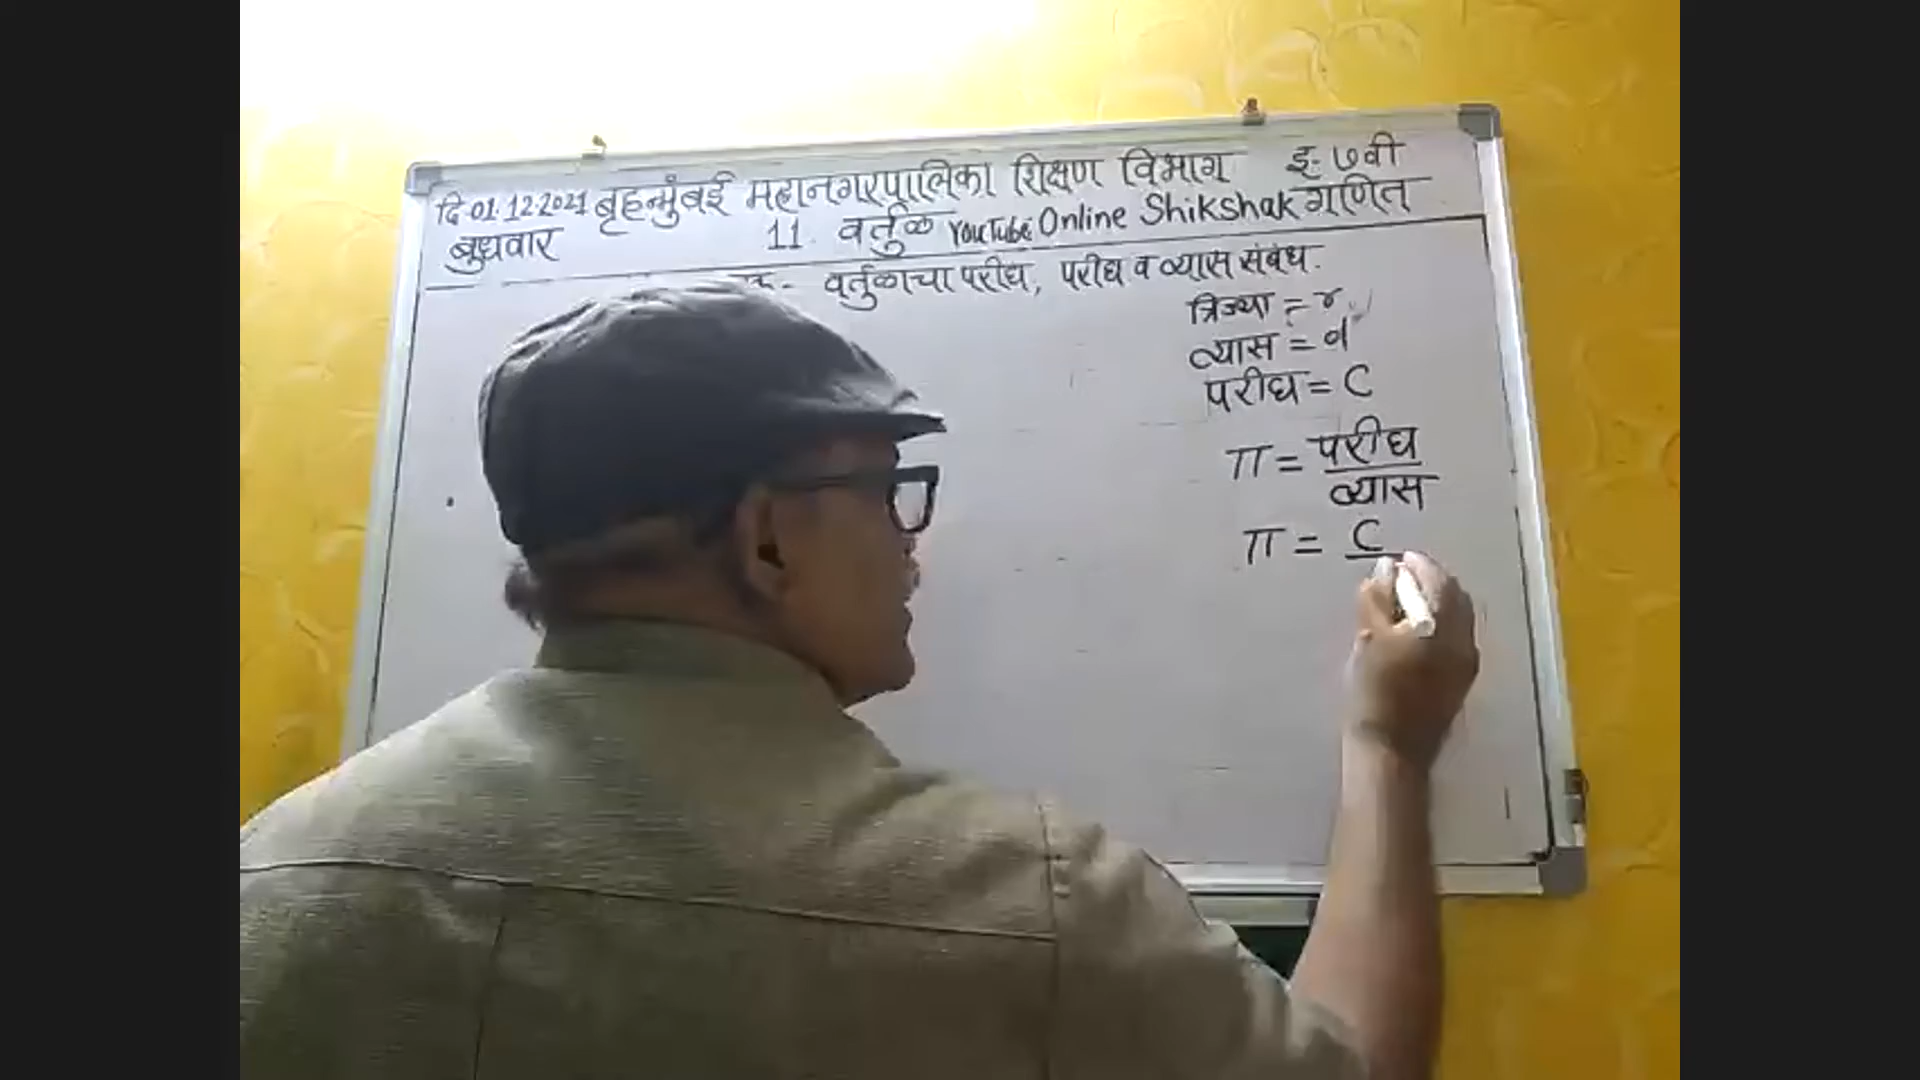 दि-01.12.2021 बृहन्मुंबई महानगरपालिका शिक्षण विभाग इ- ७वी
बुधवार 11. वर्तुळ YouTube Online Shikshak गणित
क- वर्तुळाचा परीघ, परीघ व व्यास संबंध.
त्रिज्या = r
व्यास = d
परीघ = C
π = परीघ
व्यास
π = C